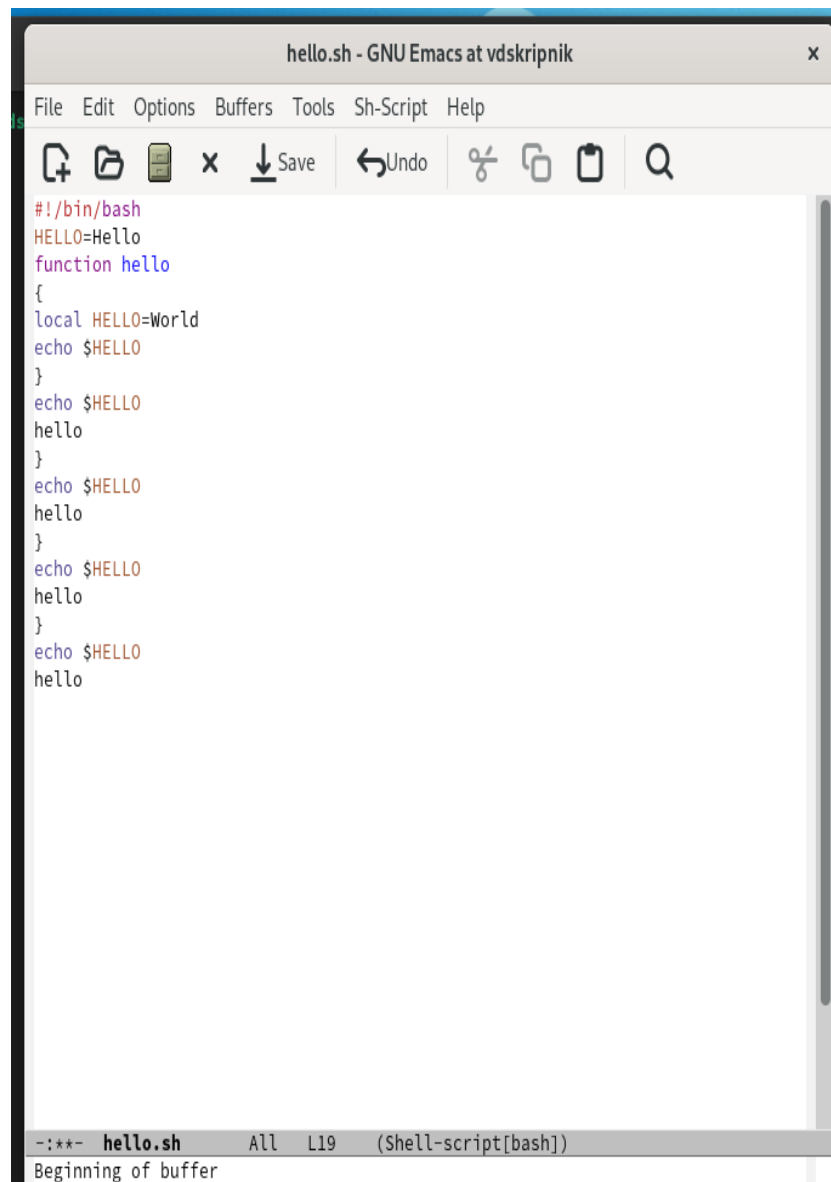 hello.sh - GNU Emacs at vdskripnik x
File Edit Options Buffers Tools Sh-Script Help
ds
Save Undo
#!/bin/bash
HELLO=Hello
function hello
{
local HELLO=World
echo $HELLO
}
echo $HELLO
hello
}
echo $HELLO
hello
}
echo $HELLO
hello
}
echo $HELLO
hello
-:**- hello.sh All L19 (Shell-script[bash])
Beginning of buffer